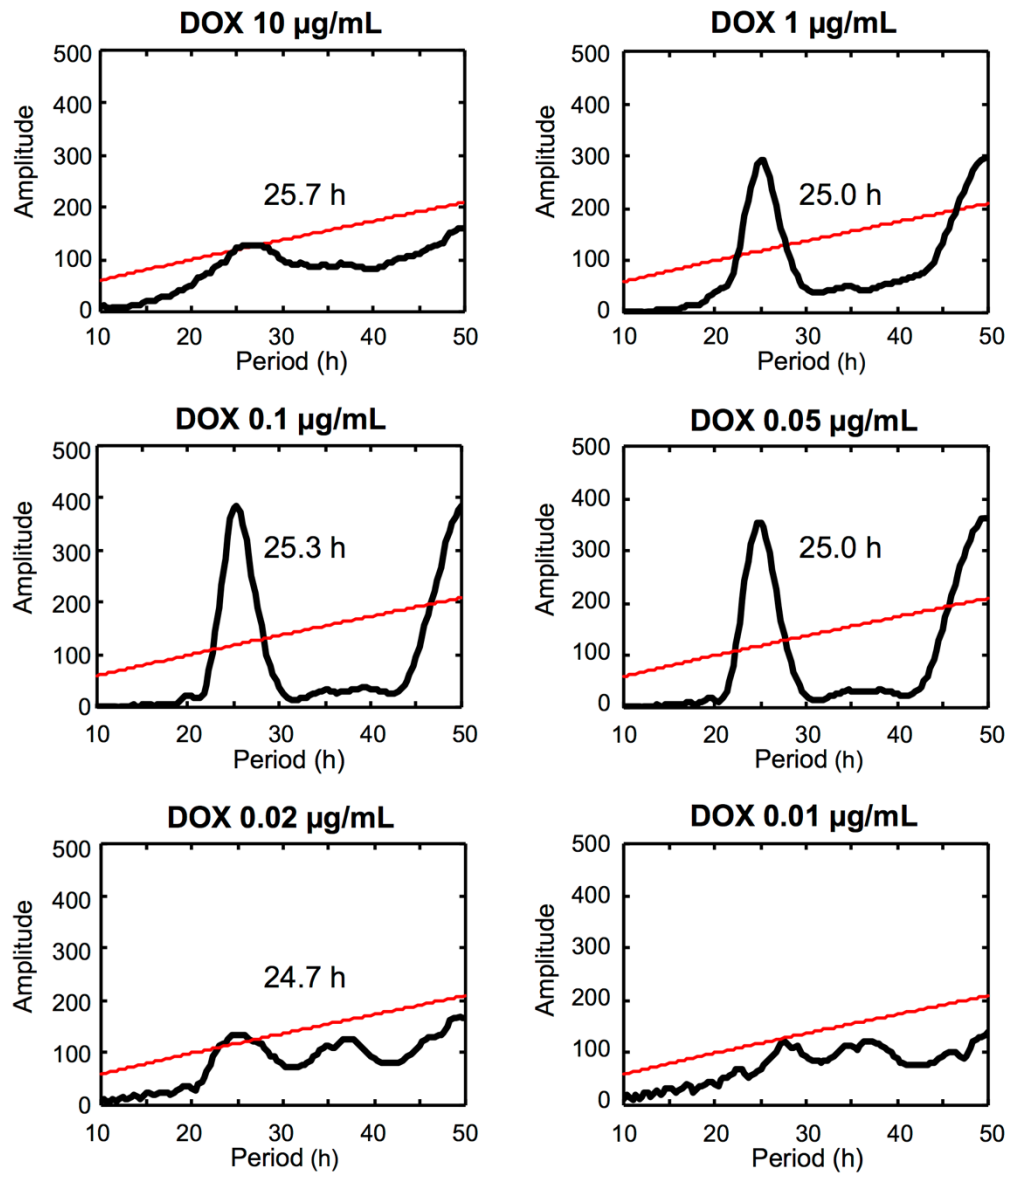 DOX 10 µg/mL
500
400
300
200
100
0
Amplitude
25.7 h
10 20 30 40 50
Period (h)
DOX 1 µg/mL
500
400
300
200
100
0
Amplitude
25.0 h
10 20 30 40 50
Period (h)
DOX 0.1 µg/mL
500
400
300
200
100
0
Amplitude
25.3 h
10 20 30 40 50
Period (h)
DOX 0.05 µg/mL
500
400
300
200
100
0
Amplitude
25.0 h
10 20 30 40 50
Period (h)
DOX 0.02 µg/mL
500
400
300
200
100
0
Amplitude
24.7 h
10 20 30 40 50
Period (h)
DOX 0.01 µg/mL
500
400
300
200
100
0
Amplitude
10 20 30 40 50
Period (h)